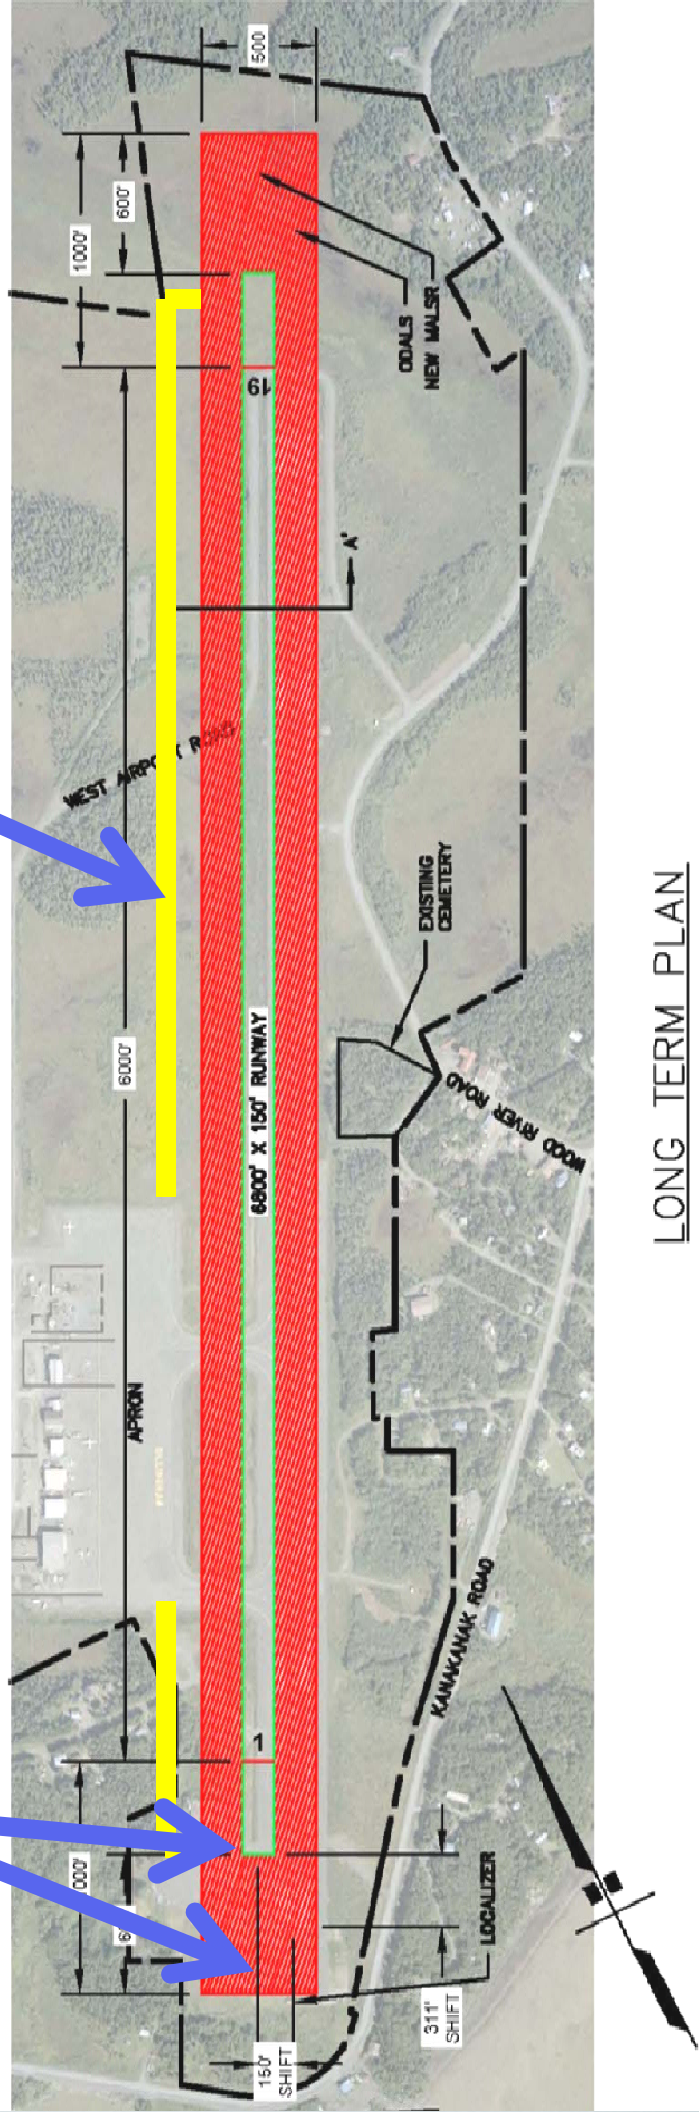 500
1000'
600'
19
ODALS
NEW MALSR
A'
WEST AIRPORT ROAD
EXISTING
CEMETERY
6000'
6800' X 150' RUNWAY
WOOD RIVER ROAD
APRON
KANAKANAK ROAD
1
LOCALIZER
311'
SHIFT
150'
SHIFT
LONG TERM PLAN